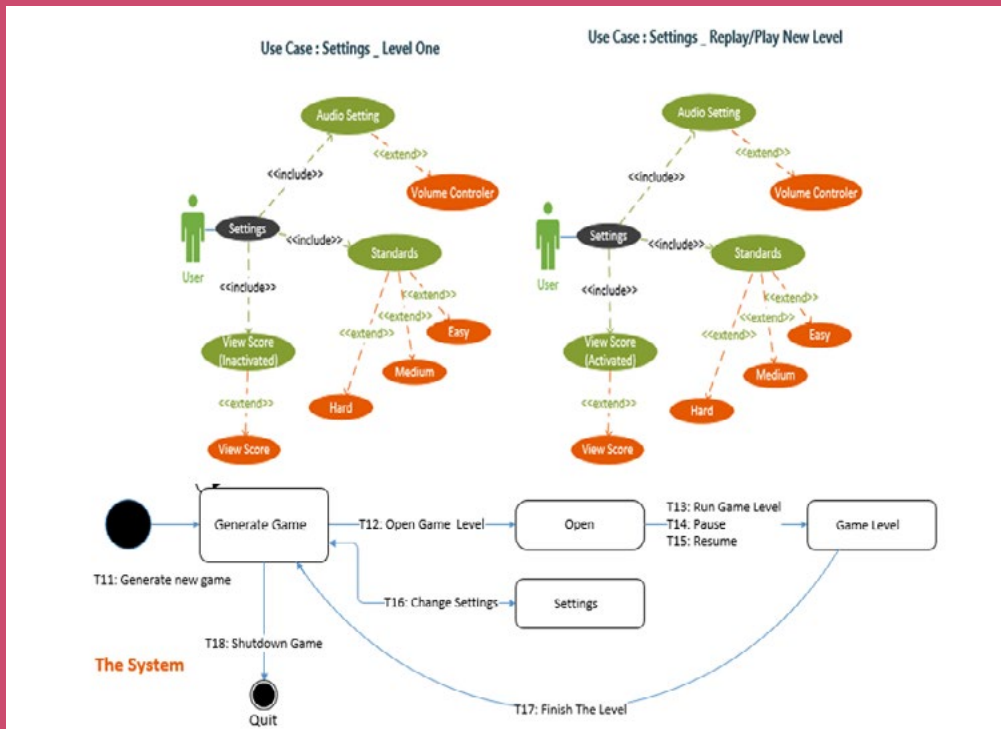 Use Case : Settings _ Level One
Audio Setting
<<extend>>
<<include>>
Volume Controler
Settings
<<include>>
User
Standards
<<include>>
<<extend>>
<<extend>>
<<extend>>
Easy
View Score
(Inactivated)
Medium
<<extend>>
Hard
View Score
Use Case : Settings _ Replay/Play New Level
Audio Setting
<<extend>>
<<include>>
Volume Controler
Settings
<<include>>
User
Standards
<<include>>
<<extend>>
<<extend>>
<<extend>>
Easy
View Score
(Activated)
Medium
<<extend>>
Hard
View Score
Generate Game
T12: Open Game Level
Open
T13: Run Game Level
T14: Pause
T15: Resume
Game Level
T11: Generate new game
T16: Change Settings
Settings
T18: Shutdown Game
The System
T17: Finish The Level
Quit